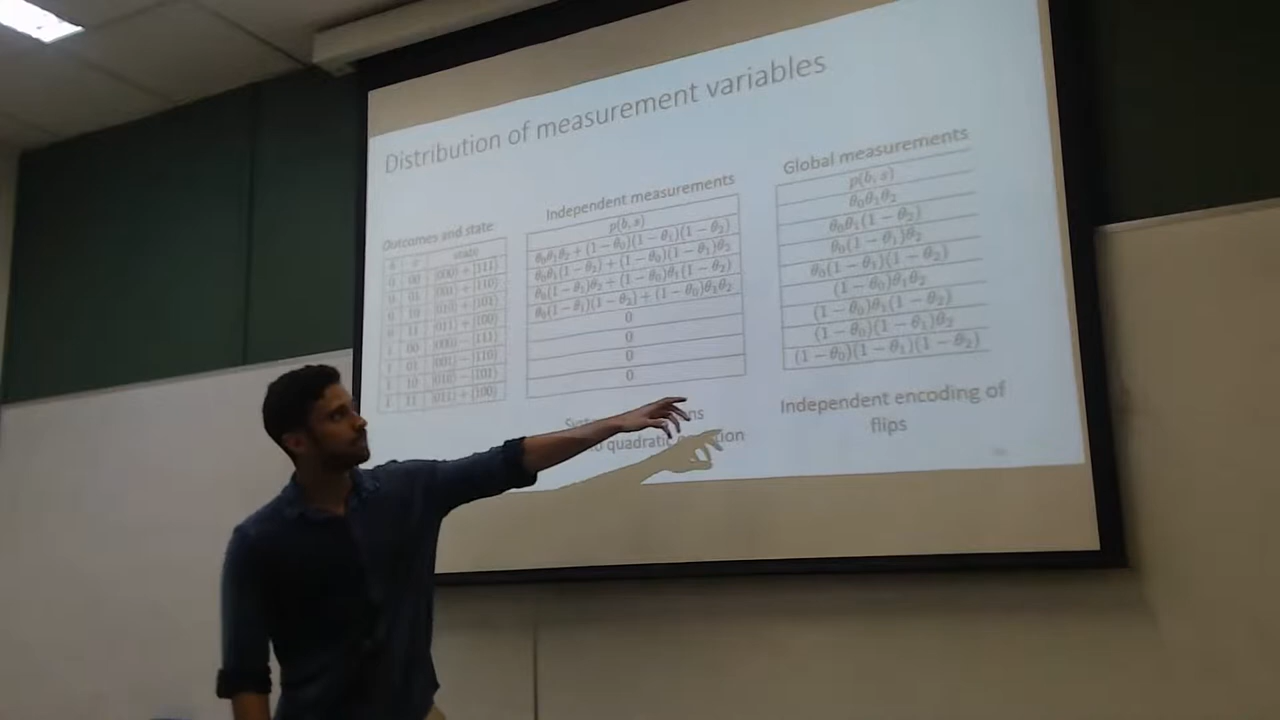 Distribution of measurement variables
Outcomes and state
s state
0 00 |000⟩ + |111⟩
0 01 |001⟩ + |110⟩
0 10 |010⟩ + |101⟩
0 11 |011⟩ + |100⟩
1 00 |000⟩ − |111⟩
1 01 |001⟩ − |110⟩
1 10 |010⟩ − |101⟩
1 11 |011⟩ + |100⟩
Independent measurements
p(b, s)
θ₀θ₁θ₂ + (1 − θ₀)(1 − θ₁)(1 − θ₂)
θ₀θ₁(1 − θ₂) + (1 − θ₀)(1 − θ₁)θ₂
θ₀(1 − θ₁)θ₂ + (1 − θ₀)θ₁(1 − θ₂)
θ₀(1 − θ₁)(1 − θ₂) + (1 − θ₀)θ₁θ₂
0
0
0
0
quadratic
Global measurements
p(b, s)
θ₀θ₁θ₂
θ₀θ₁(1 − θ₂)
θ₀(1 − θ₁)θ₂
θ₀(1 − θ₁)(1 − θ₂)
(1 − θ₀)θ₁θ₂
(1 − θ₀)θ₁(1 − θ₂)
(1 − θ₀)(1 − θ₁)θ₂
(1 − θ₀)(1 − θ₁)(1 − θ₂)
Independent encoding of
flips